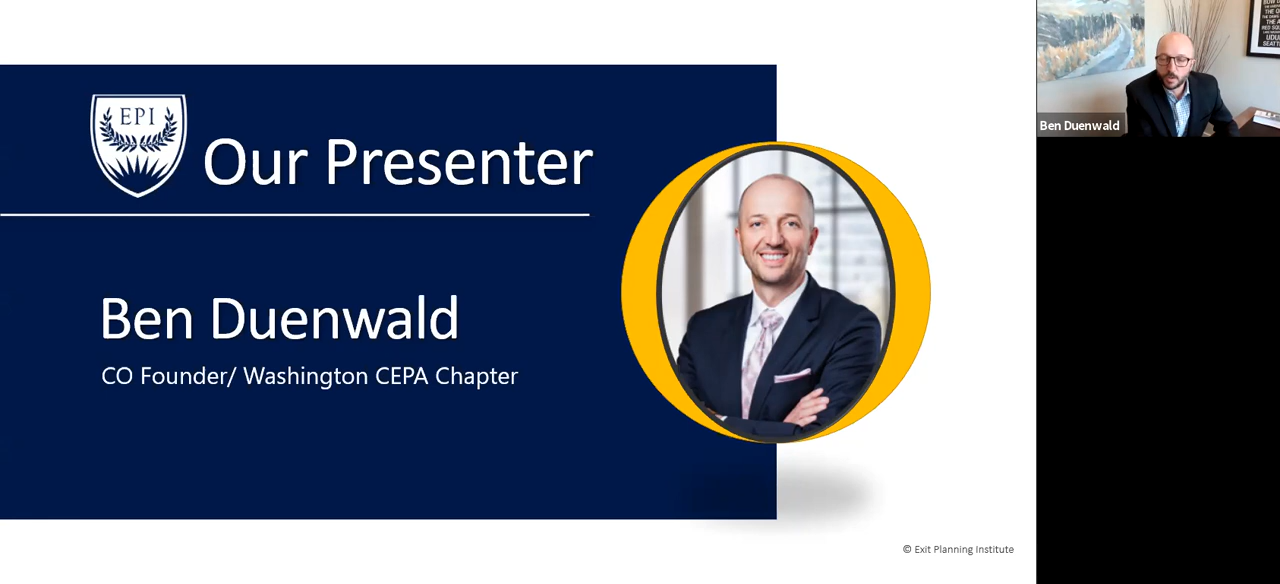 EPI
Our Presenter
Ben Duenwald
CO Founder/ Washington CEPA Chapter
© Exit Planning Institute
Ben Duenwald